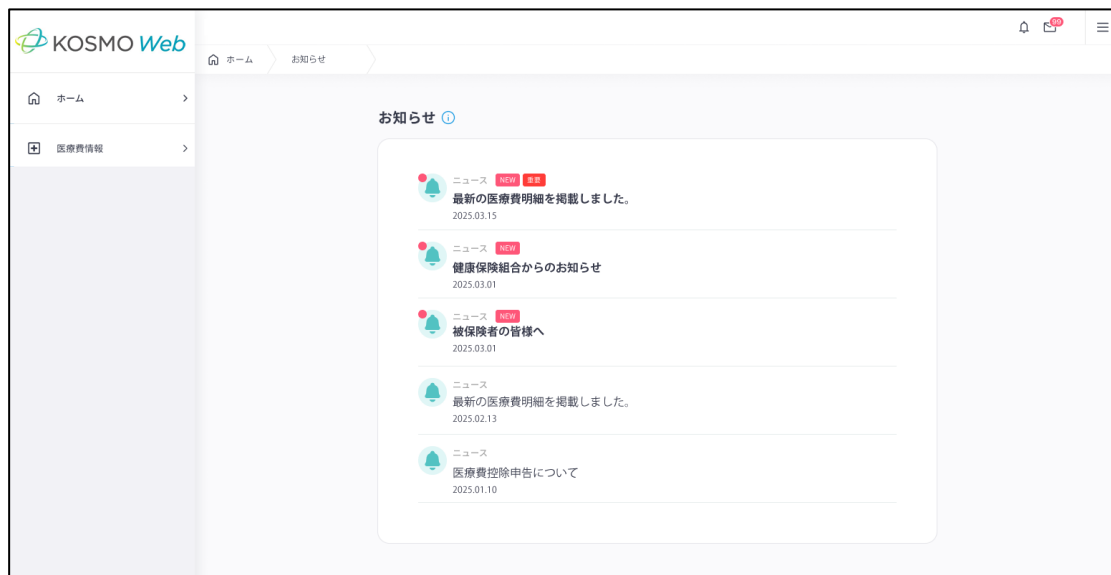 KOSMO Web
99
ホーム
お知らせ
ホーム
医療費情報
お知らせ
ニュース NEW 重要
最新の医療費明細を掲載しました。
2025.03.15
ニュース NEW
健康保険組合からのお知らせ
2025.03.01
ニュース NEW
被保険者の皆様へ
2025.03.01
ニュース
最新の医療費明細を掲載しました。
2025.02.13
ニュース
医療費控除申告について
2025.01.10